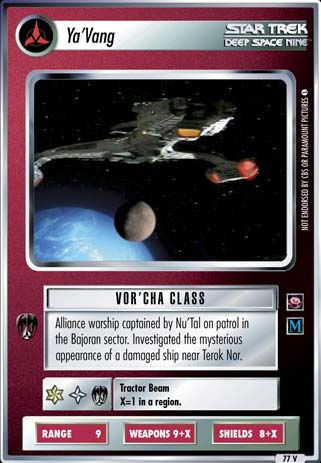 Ya'Vang
STAR TREK
DEEP SPACE NINE
NOT ENDORSED BY CBS OR PARAMOUNT PICTURES
VOR'CHA CLASS
Alliance warship captained by Nu'Tal on patrol in
the Bajoran sector. Investigated the mysterious
appearance of a damaged ship near Terok Nor.
M
Tractor Beam
X=1 in a region.
RANGE 9
WEAPONS 9+X
SHIELDS 8+X
77 V